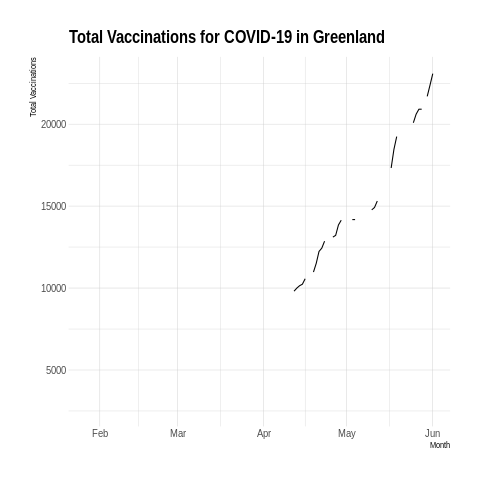 Total Vaccinations for COVID-19 in Greenland
Total Vaccinations
20000
15000
10000
5000
Feb Mar Apr May Jun
Month